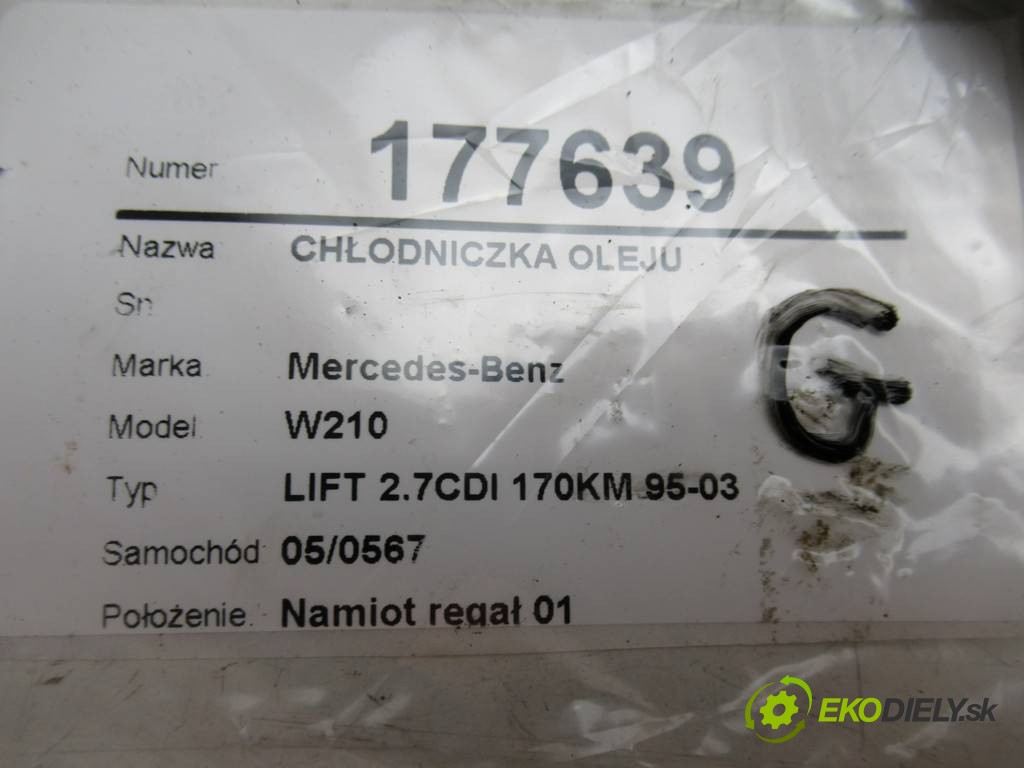 Numer 177639
Nazwa CHŁODNICZKA OLEJU
Sn
Marka Mercedes-Benz
G
Model W210
Typ LIFT 2.7CDI 170KM 95-03
Samochód 05/0567
Położenie. Namiot regał 01
EKODIELY.sk